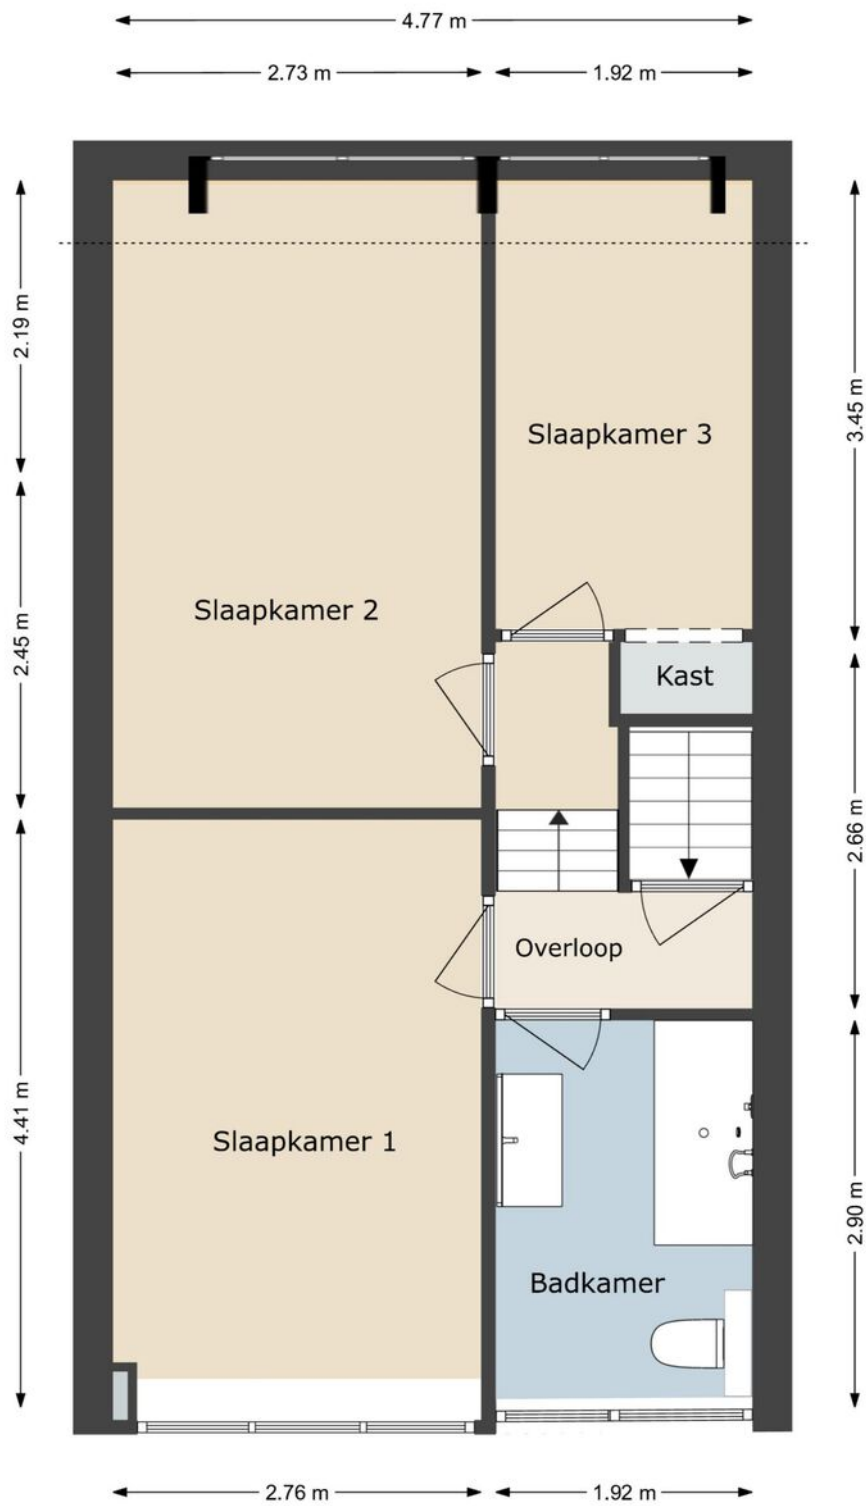 4.77 m
2.73 m
1.92 m
2.19 m
3.45 m
Slaapkamer 3
Slaapkamer 2
2.45 m
Kast
2.66 m
Overloop
4.41 m
Slaapkamer 1
2.90 m
Badkamer
2.76 m
1.92 m